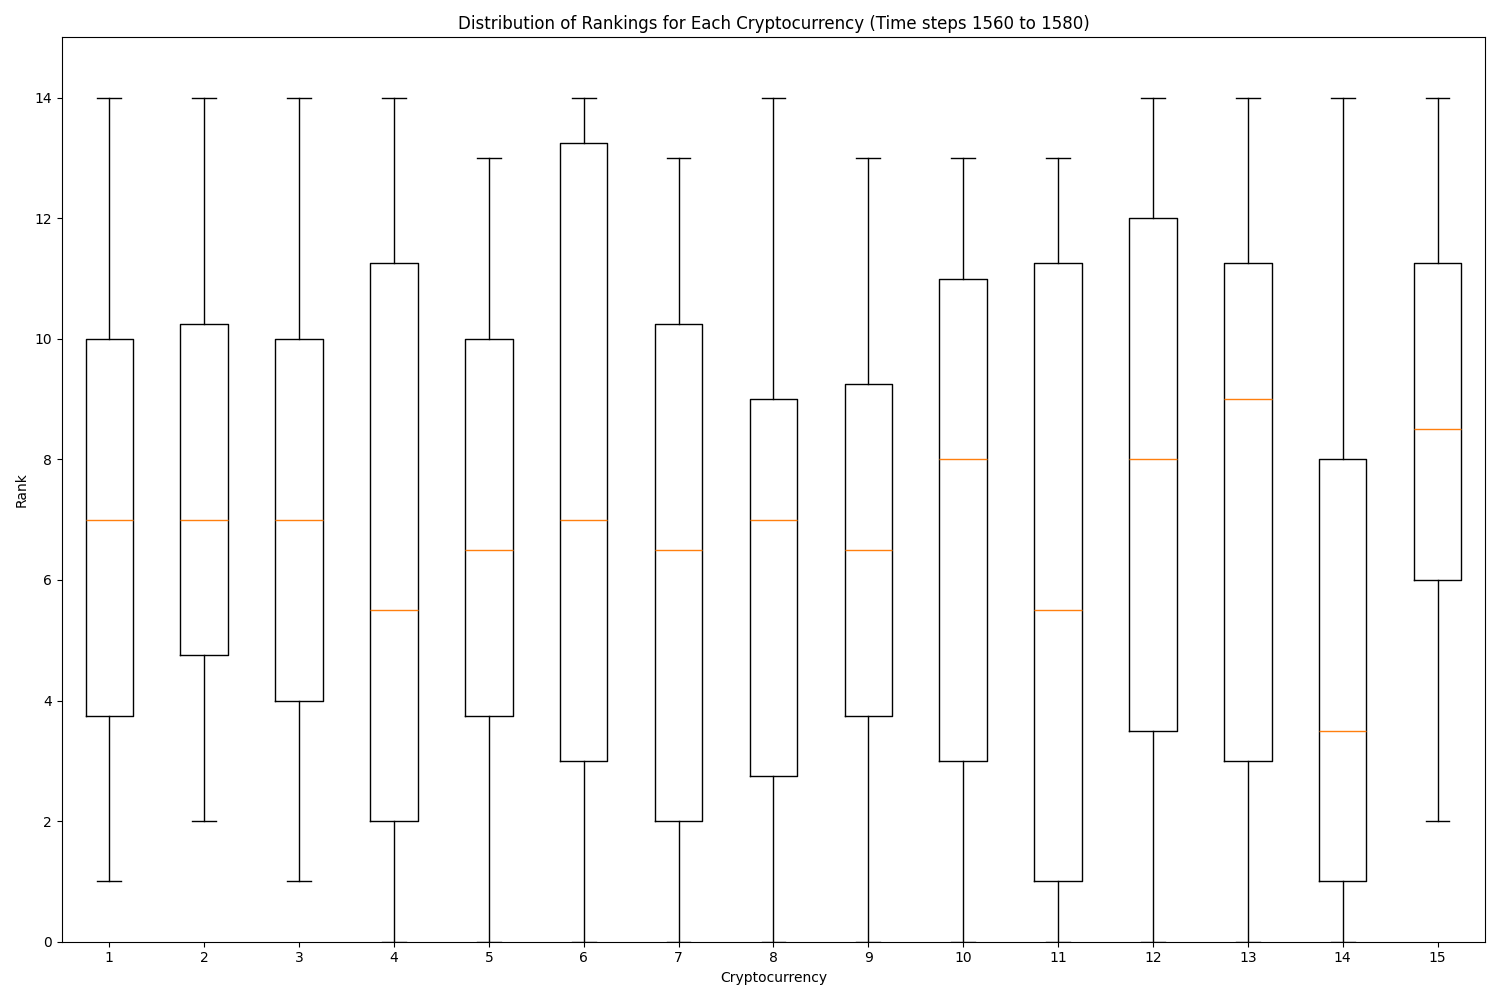 Distribution of Rankings for Each Cryptocurrency (Time steps 1560 to 1580)
14
12
10
8
6
4
2
0
Rank
1 2 3 4 5 6 7 8 9 10 11 12 13 14 15
Cryptocurrency